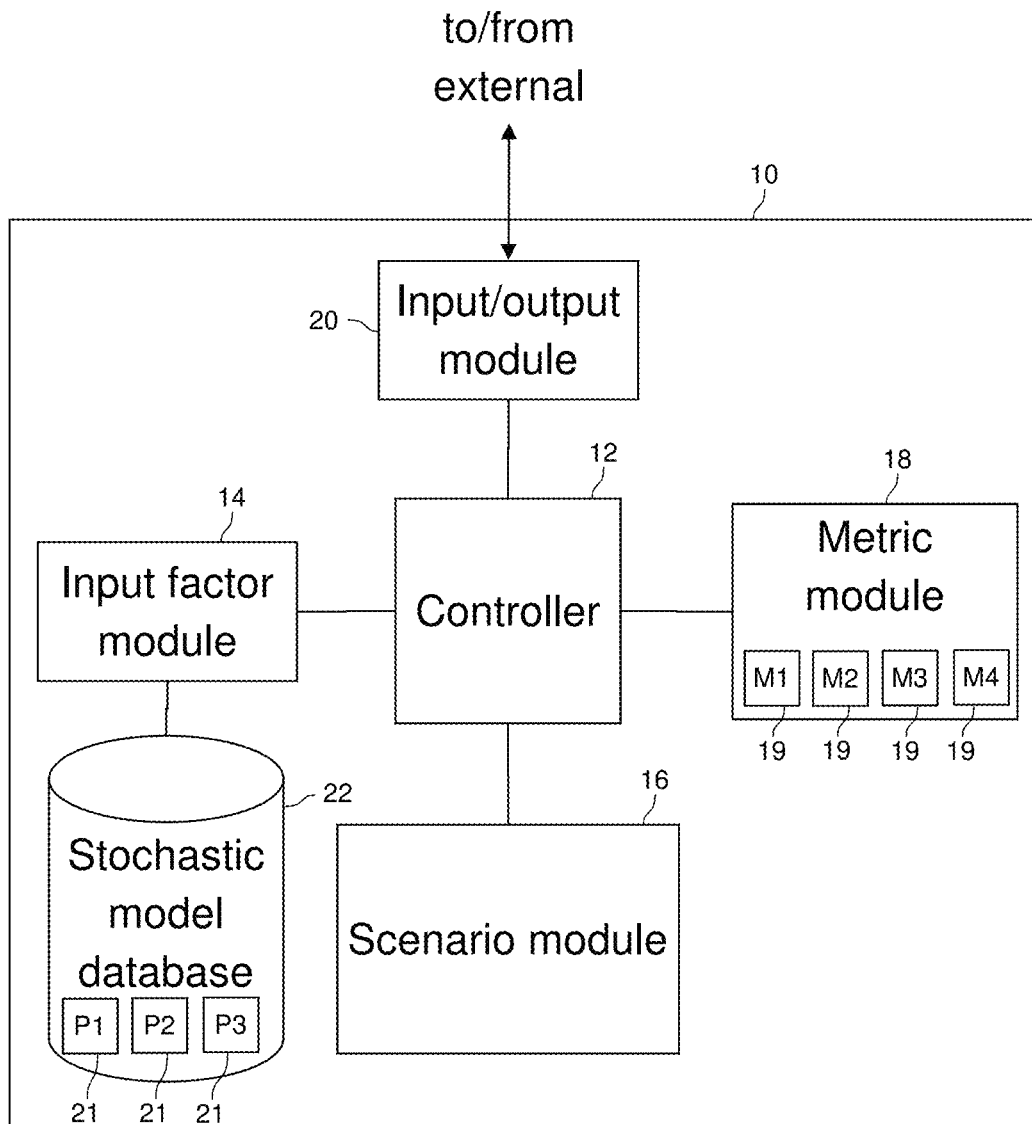 to/from
external
10
Input/output
module
20
12
18
14
Input factor
module
Controller
Metric
module
M1 M2 M3 M4
19 19 19 19
22
16
Stochastic
model
database
Scenario module
P1 P2 P3
21 21 21